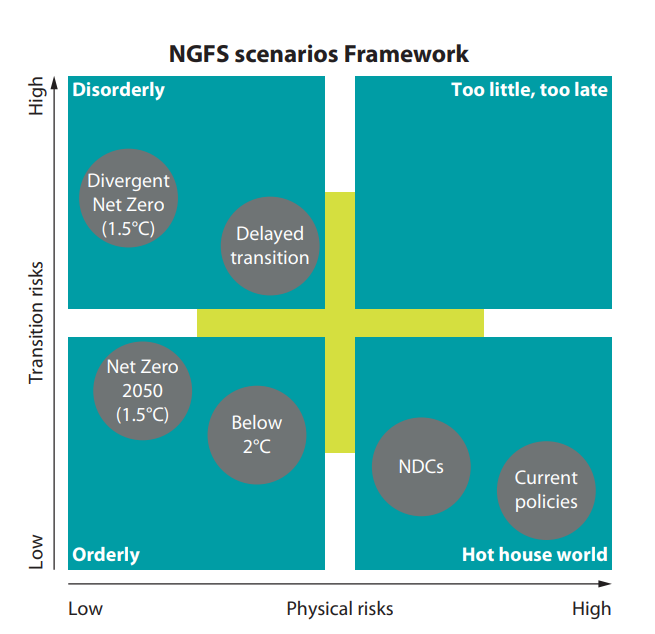 NGFS scenarios Framework
High
Transition risks
Low
Disorderly
Too little, too late
Divergent
Net Zero
(1.5°C)
Delayed
transition
Net Zero
2050
(1.5°C)
Below
2°C
NDCs
Current
policies
Orderly
Hot house world
Low
Physical risks
High